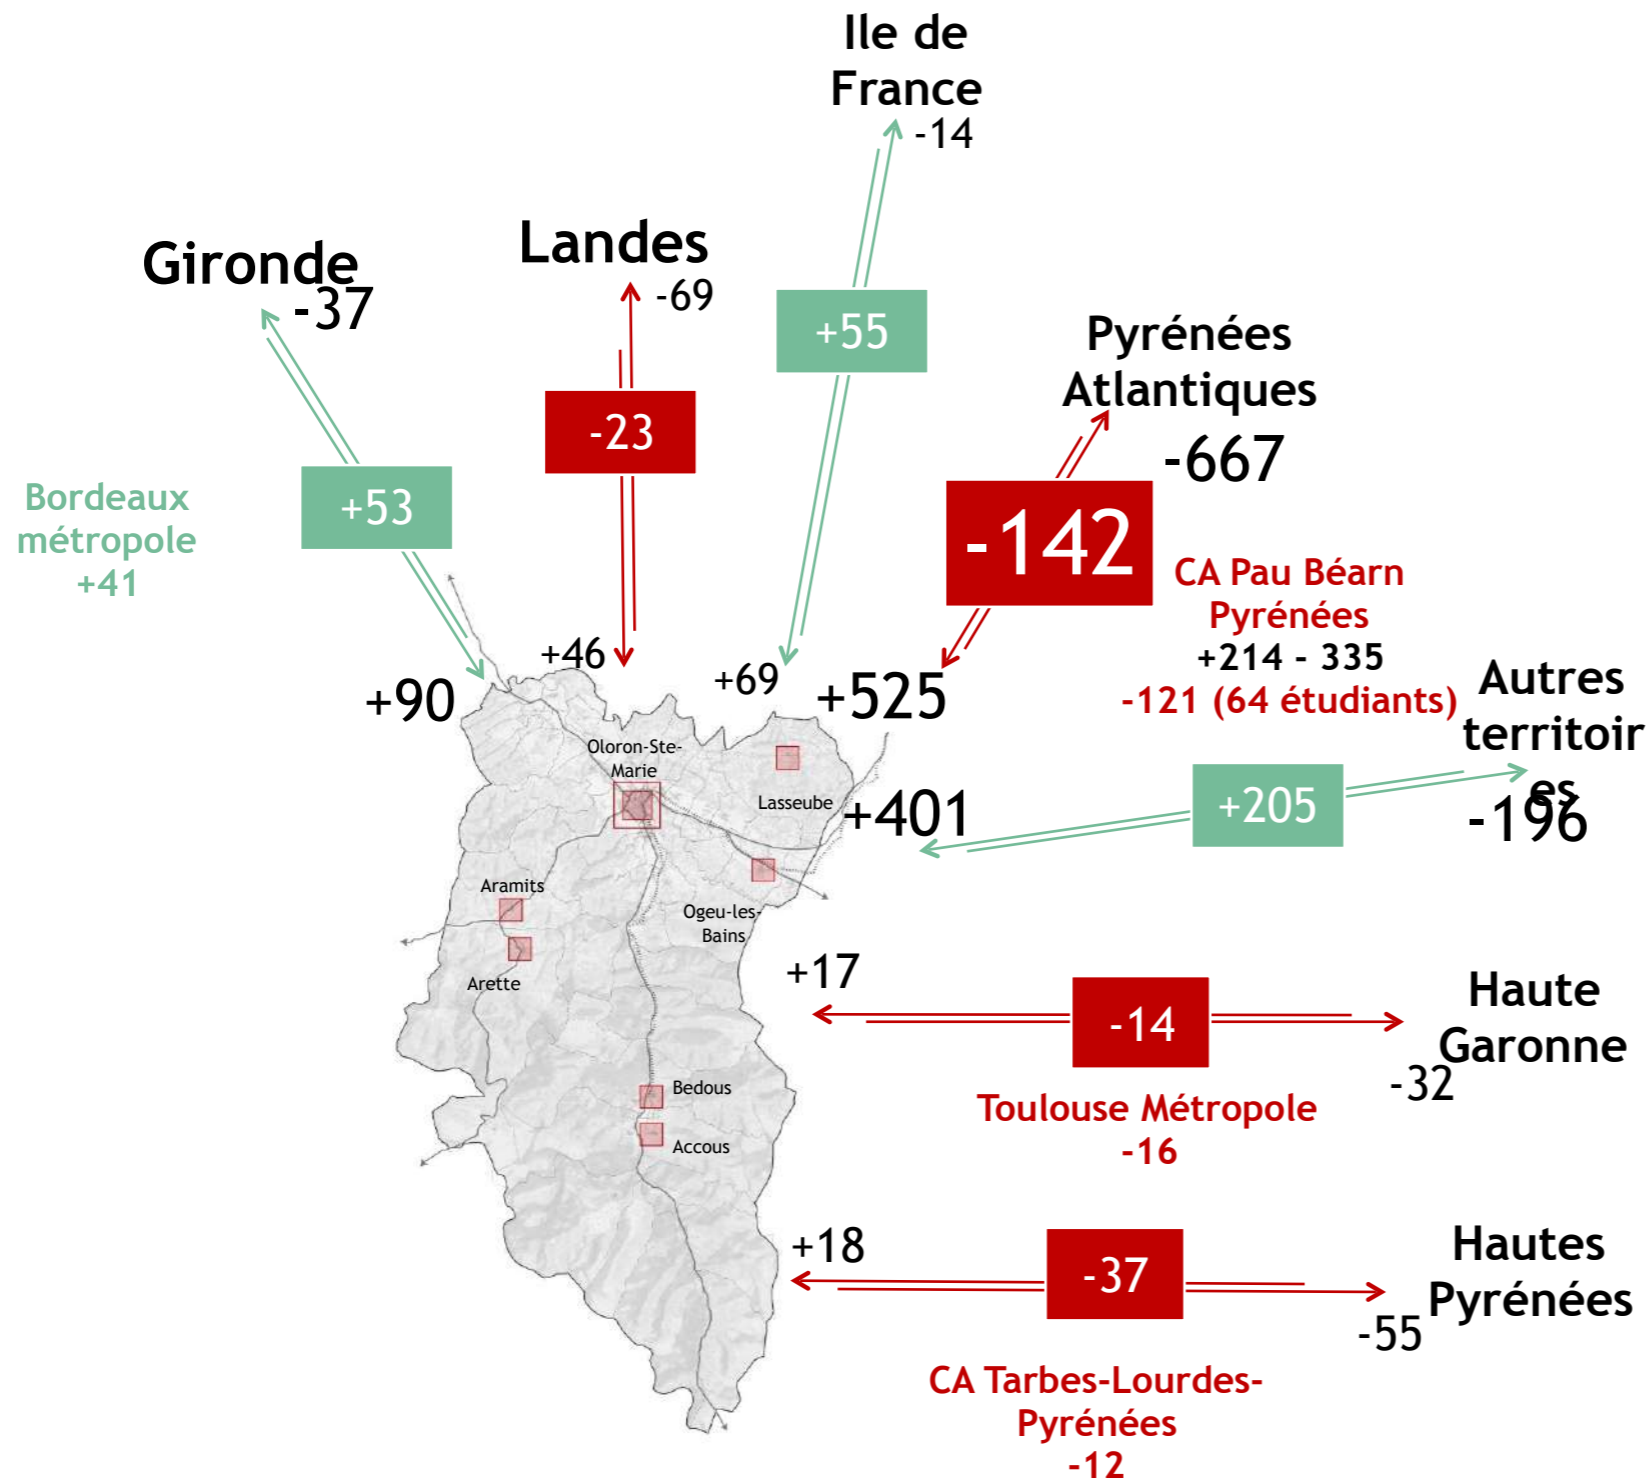 Ile de
France
-14
Gironde
-37
Landes
-69
+55
Pyrénées
Atlantiques
-667
-23
+53
Bordeaux
métropole
+41
-142
CA Pau Béarn
Pyrénées
+214 - 335
-121 (64 étudiants)
+46
+69
+90
+525
Autres
territoir
es
-196
+205
+401
Oloron-Ste-
Marie
Lasseube
Aramits
Arette
Ogeu-les-
Bains
+17
-14
Haute
Garonne
-32
Toulouse Métropole
-16
Bedous
Accous
+18
-37
Hautes
Pyrénées
-55
CA Tarbes-Lourdes-
Pyrénées
-12